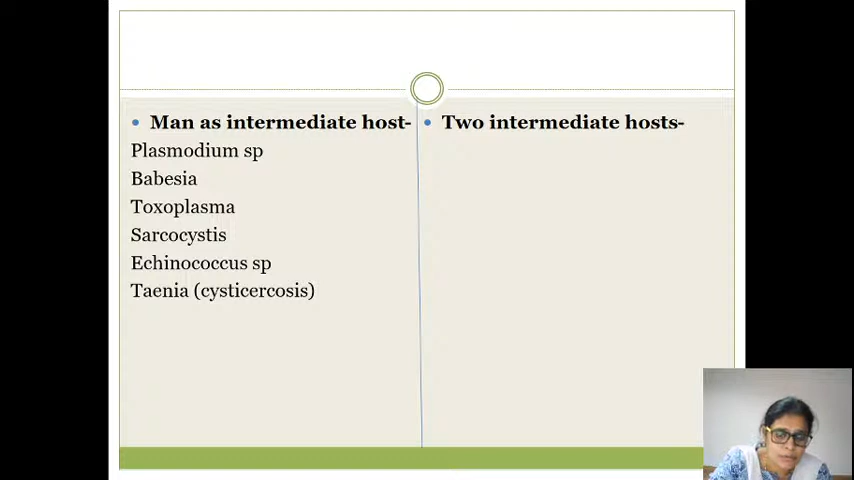 Man as intermediate host-
Plasmodium sp
Babesia
Toxoplasma
Sarcocystis
Echinococcus sp
Taenia (cysticercosis)
Two intermediate hosts-